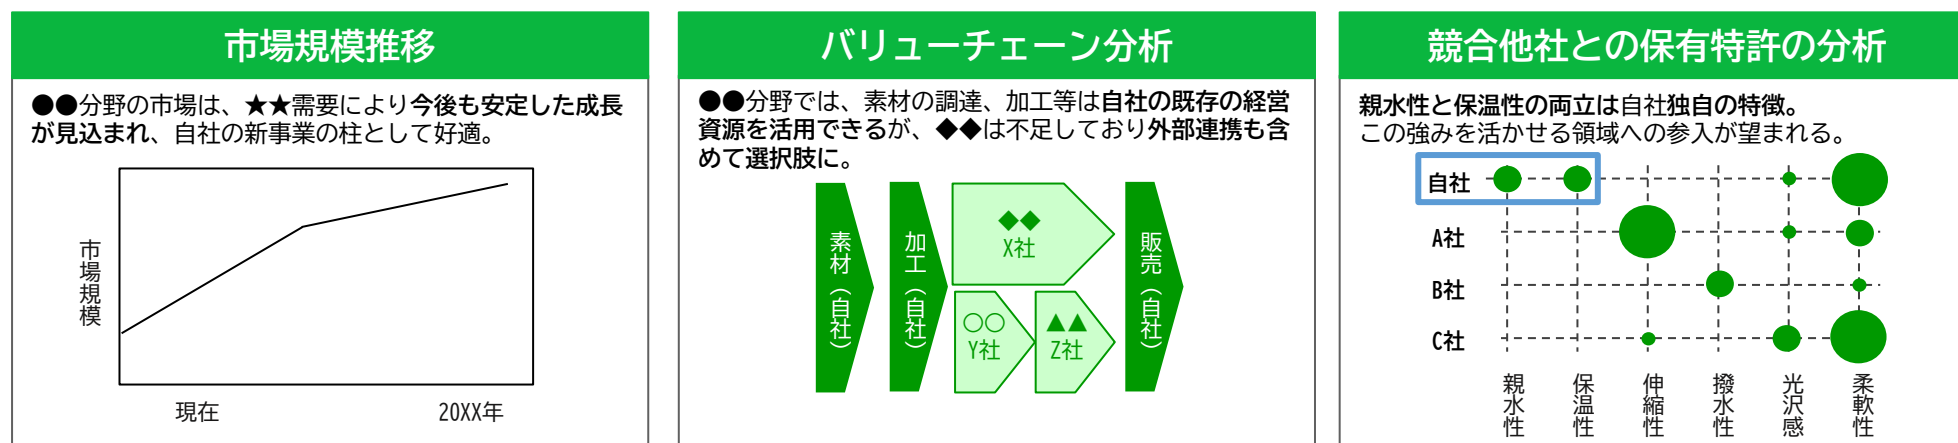 市場規模推移
●●分野の市場は、★★需要により今後も安定した成長
が見込まれ、自社の新事業の柱として好適。
市場規模
現在
20XX年
バリューチェーン分析
●●分野では、素材の調達、加工等は自社の既存の経営
資源を活用できるが、◆◆は不足しており外部連携も含
めて選択肢に。
素材（自社）
加工（自社）
◆◆
X社
○○
Y社
▲▲
Z社
販売（自社）
競合他社との保有特許の分析
親水性と保温性の両立は自社独自の特徴。
この強みを活かせる領域への参入が望まれる。
自社
A社
B社
C社
親水性
保温性
伸縮性
撥水性
光沢感
柔軟性